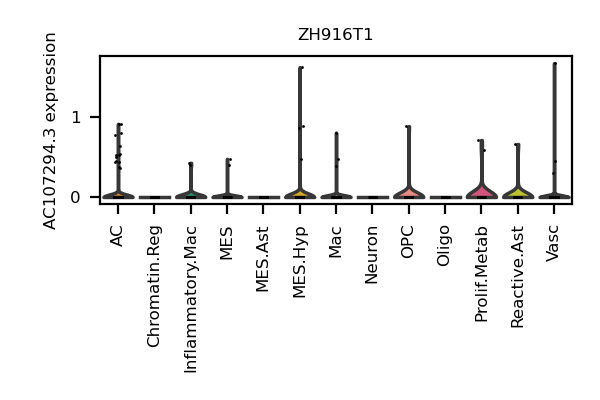 ZH916T1
AC107294.3 expression
1
0
AC
Chromatin.Reg
Inflammatory.Mac
MES
MES.Ast
MES.Hyp
Mac
Neuron
OPC
Oligo
Prolif.Metab
Reactive.Ast
Vasc